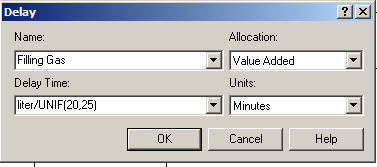 Delay
Name: Allocation:
Filling Gas Value Added
Delay Time: Units:
liter/UNIF(20,25) Minutes
OK Cancel Help